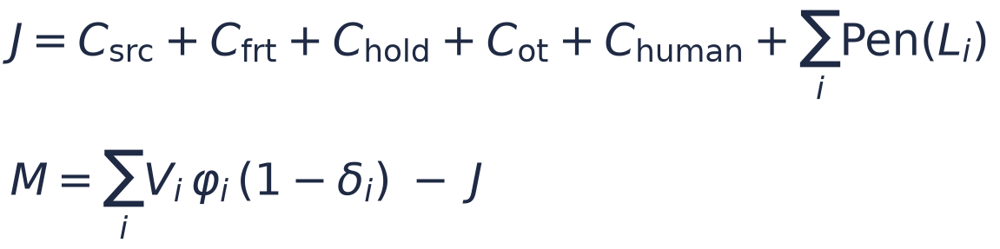 J = C_src + C_frt + C_hold + C_ot + C_human + ∑_i Pen(L_i)
M = ∑_i V_i φ_i (1 − δ_i) − J